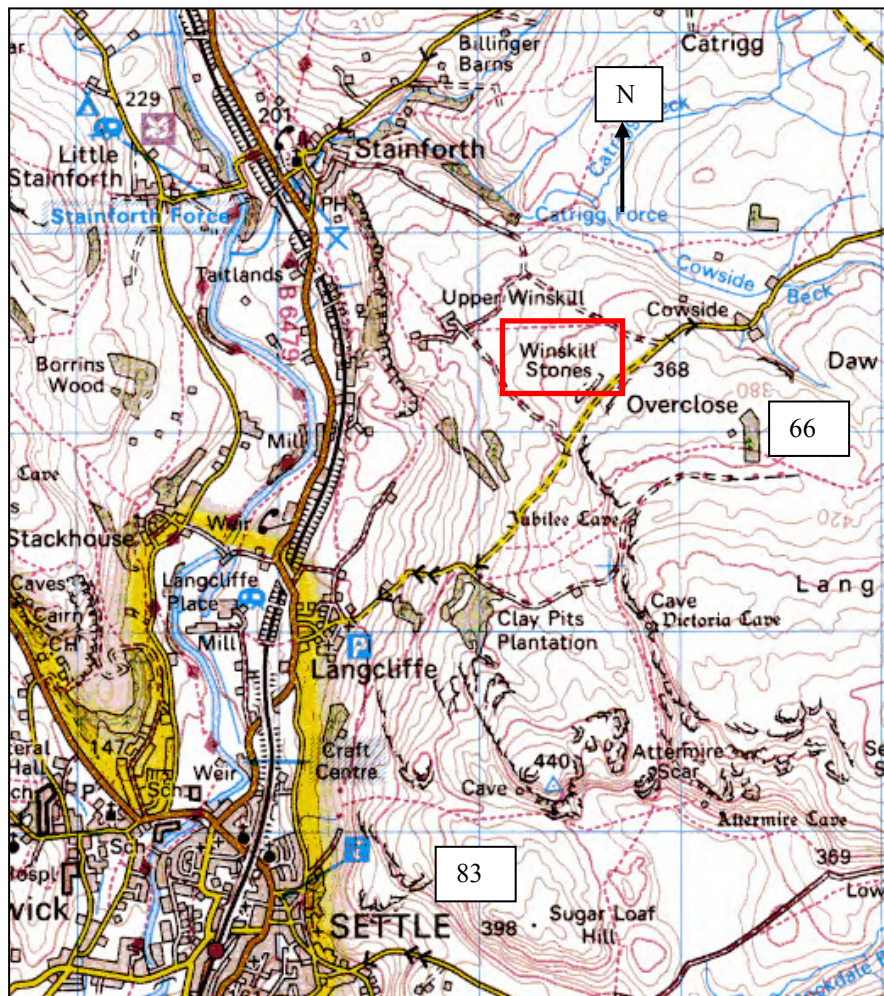 310
Billinger
Barns
Catrigg
N
229
201
Catrigg Beck
Little
Stainforth
Stainforth
Stainforth Force
PH
Catrigg Force
Taitlands
B 6479
Cowside
Beck
Upper Winskill
Cowside
Winskill
Stones
368
Daw
Borrins
Wood
380
Overclose
66
Mill
Cave
420
Weir
Jubilee Cave
Stackhouse
Caves
Langcliffe
Place
Lang
Cairn
Clay Pits
Plantation
Cave
Victoria Cave
CH
Mill
P
Langcliffe
147
Craft
Centre
440
Attermire
Scar
Hall
Weir
Cave
Sch
P
Attermire Cave
Sch
83
369
Hospl
wick
SETTLE
398
Sugar Loaf
Hill
Low